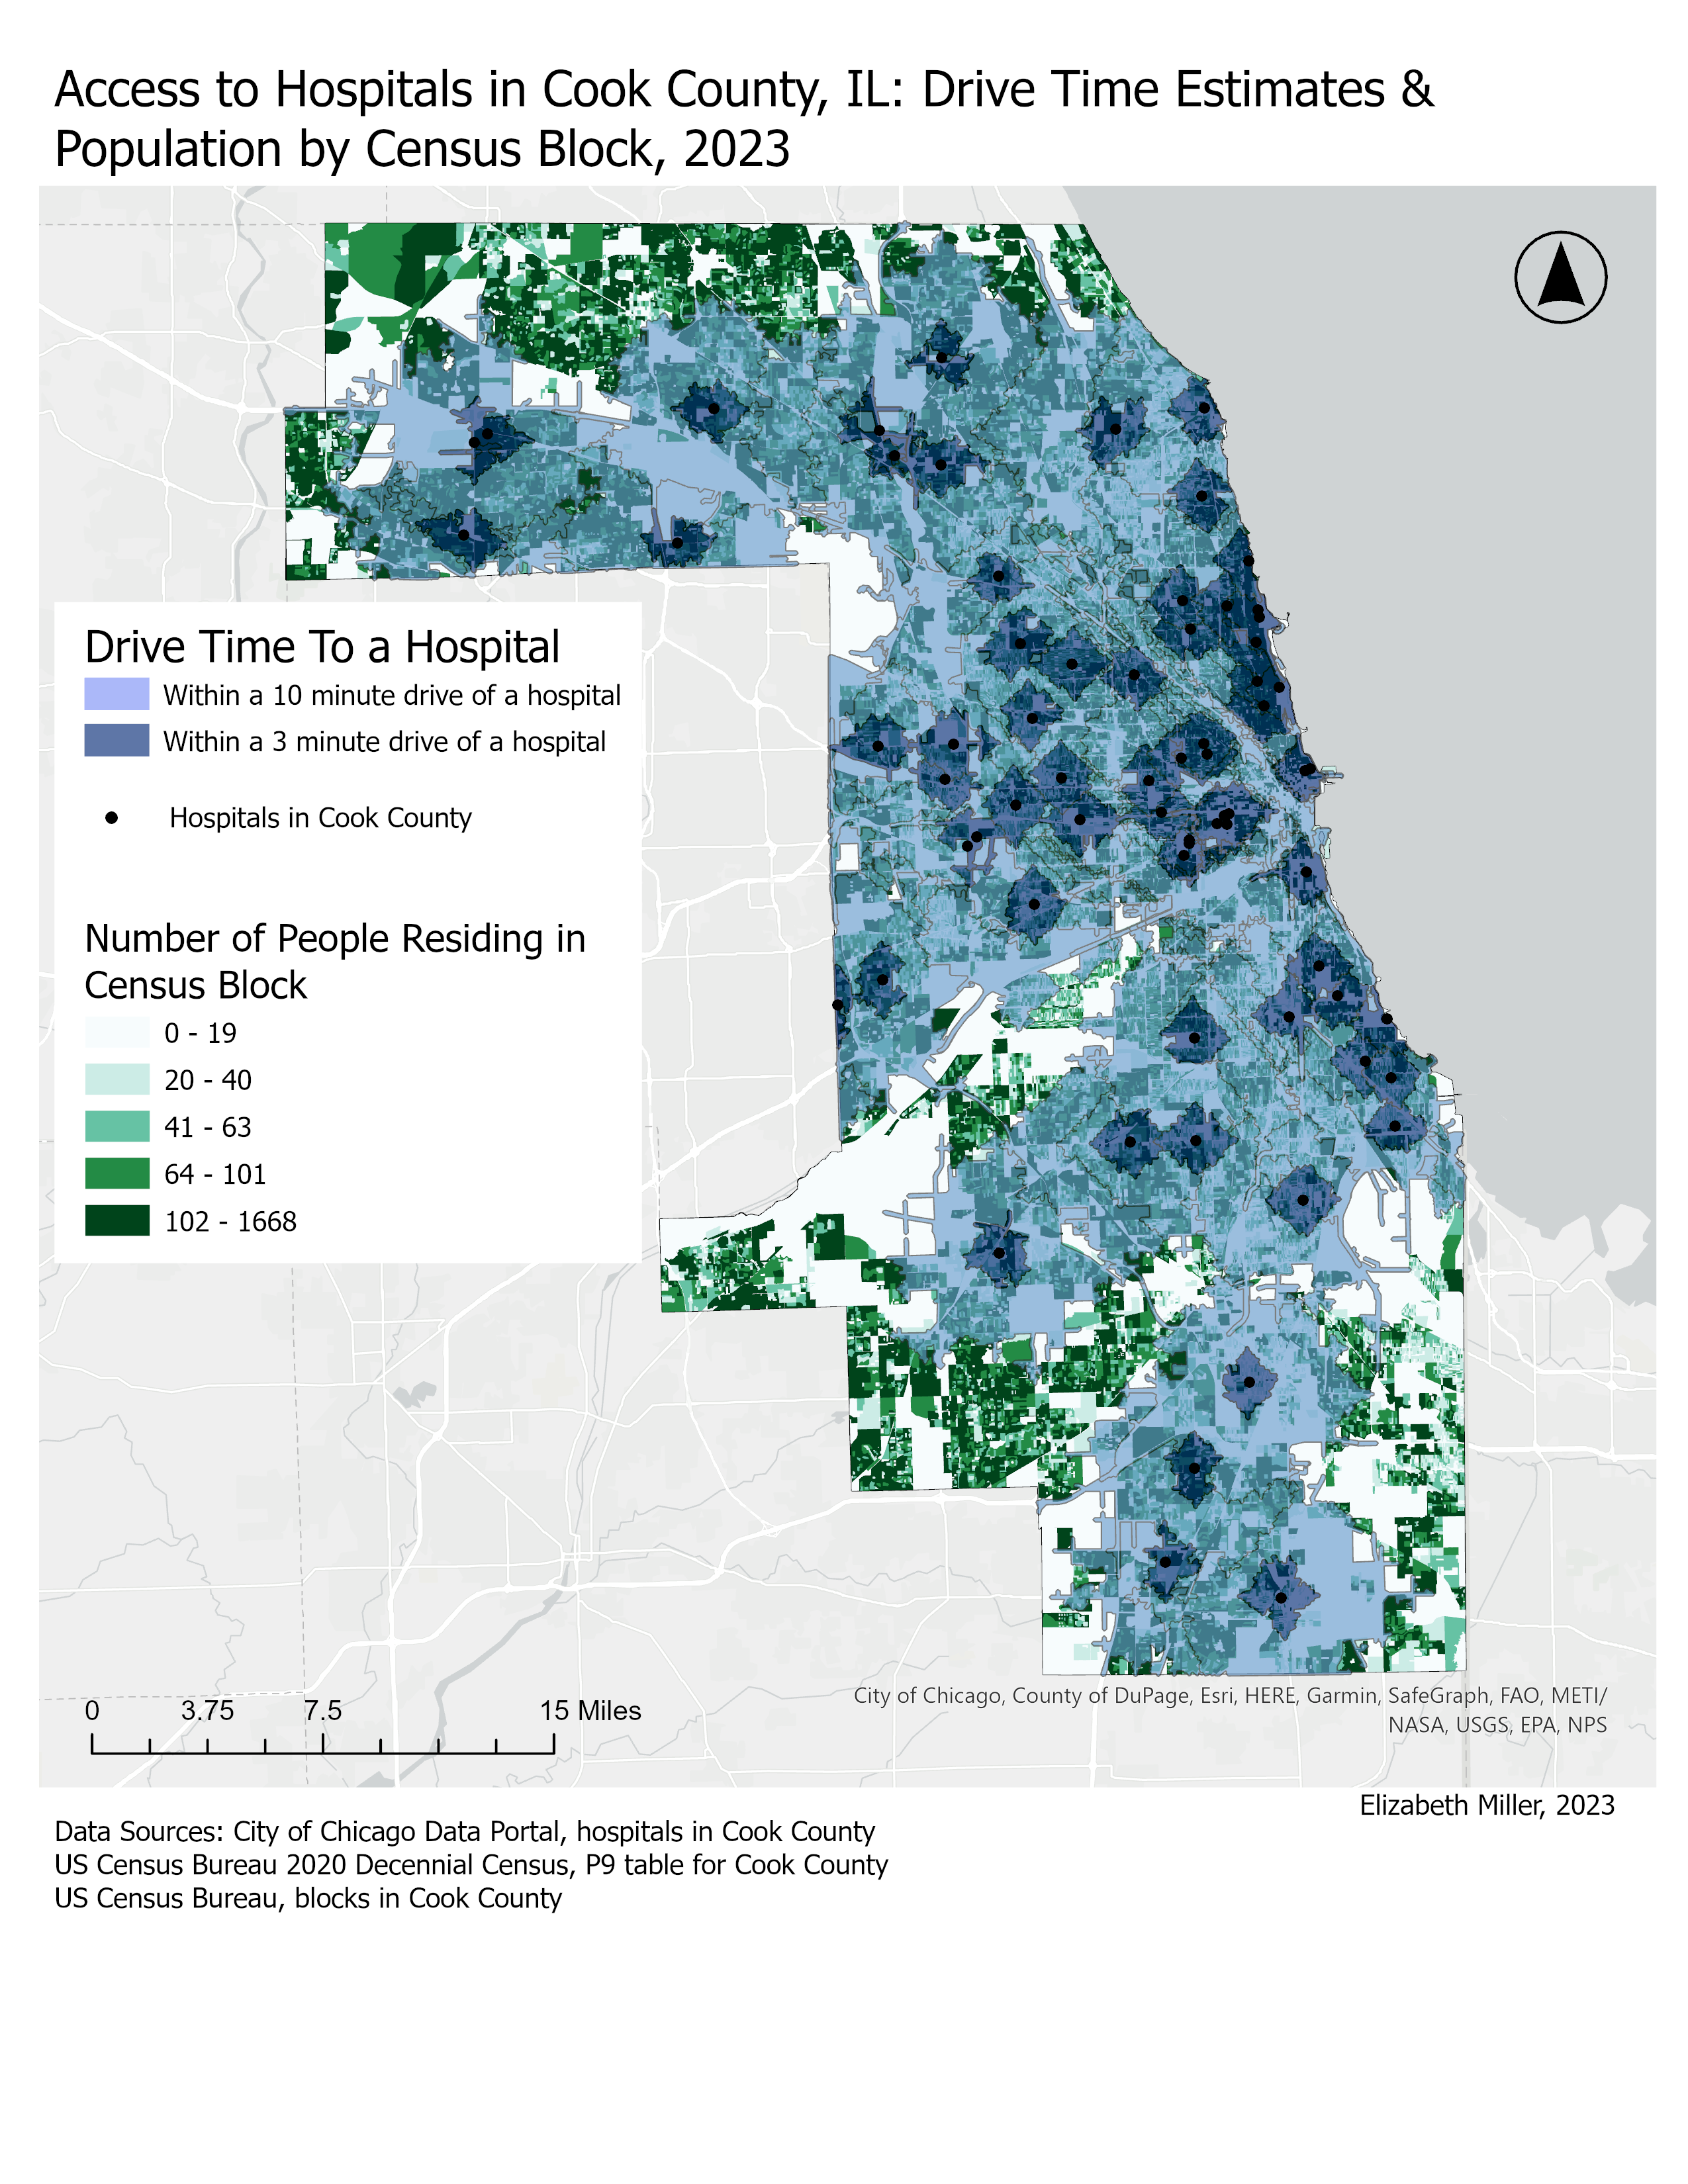 Access to Hospitals in Cook County, IL: Drive Time Estimates &
Population by Census Block, 2023
Drive Time To a Hospital
Within a 10 minute drive of a hospital
Within a 3 minute drive of a hospital
Hospitals in Cook County
Number of People Residing in
Census Block
0 - 19
20 - 40
41 - 63
64 - 101
102 - 1668
0 3.75 7.5 15 Miles
City of Chicago, County of DuPage, Esri, HERE, Garmin, SafeGraph, FAO, METI/
NASA, USGS, EPA, NPS
Elizabeth Miller, 2023
Data Sources: City of Chicago Data Portal, hospitals in Cook County
US Census Bureau 2020 Decennial Census, P9 table for Cook County
US Census Bureau, blocks in Cook County